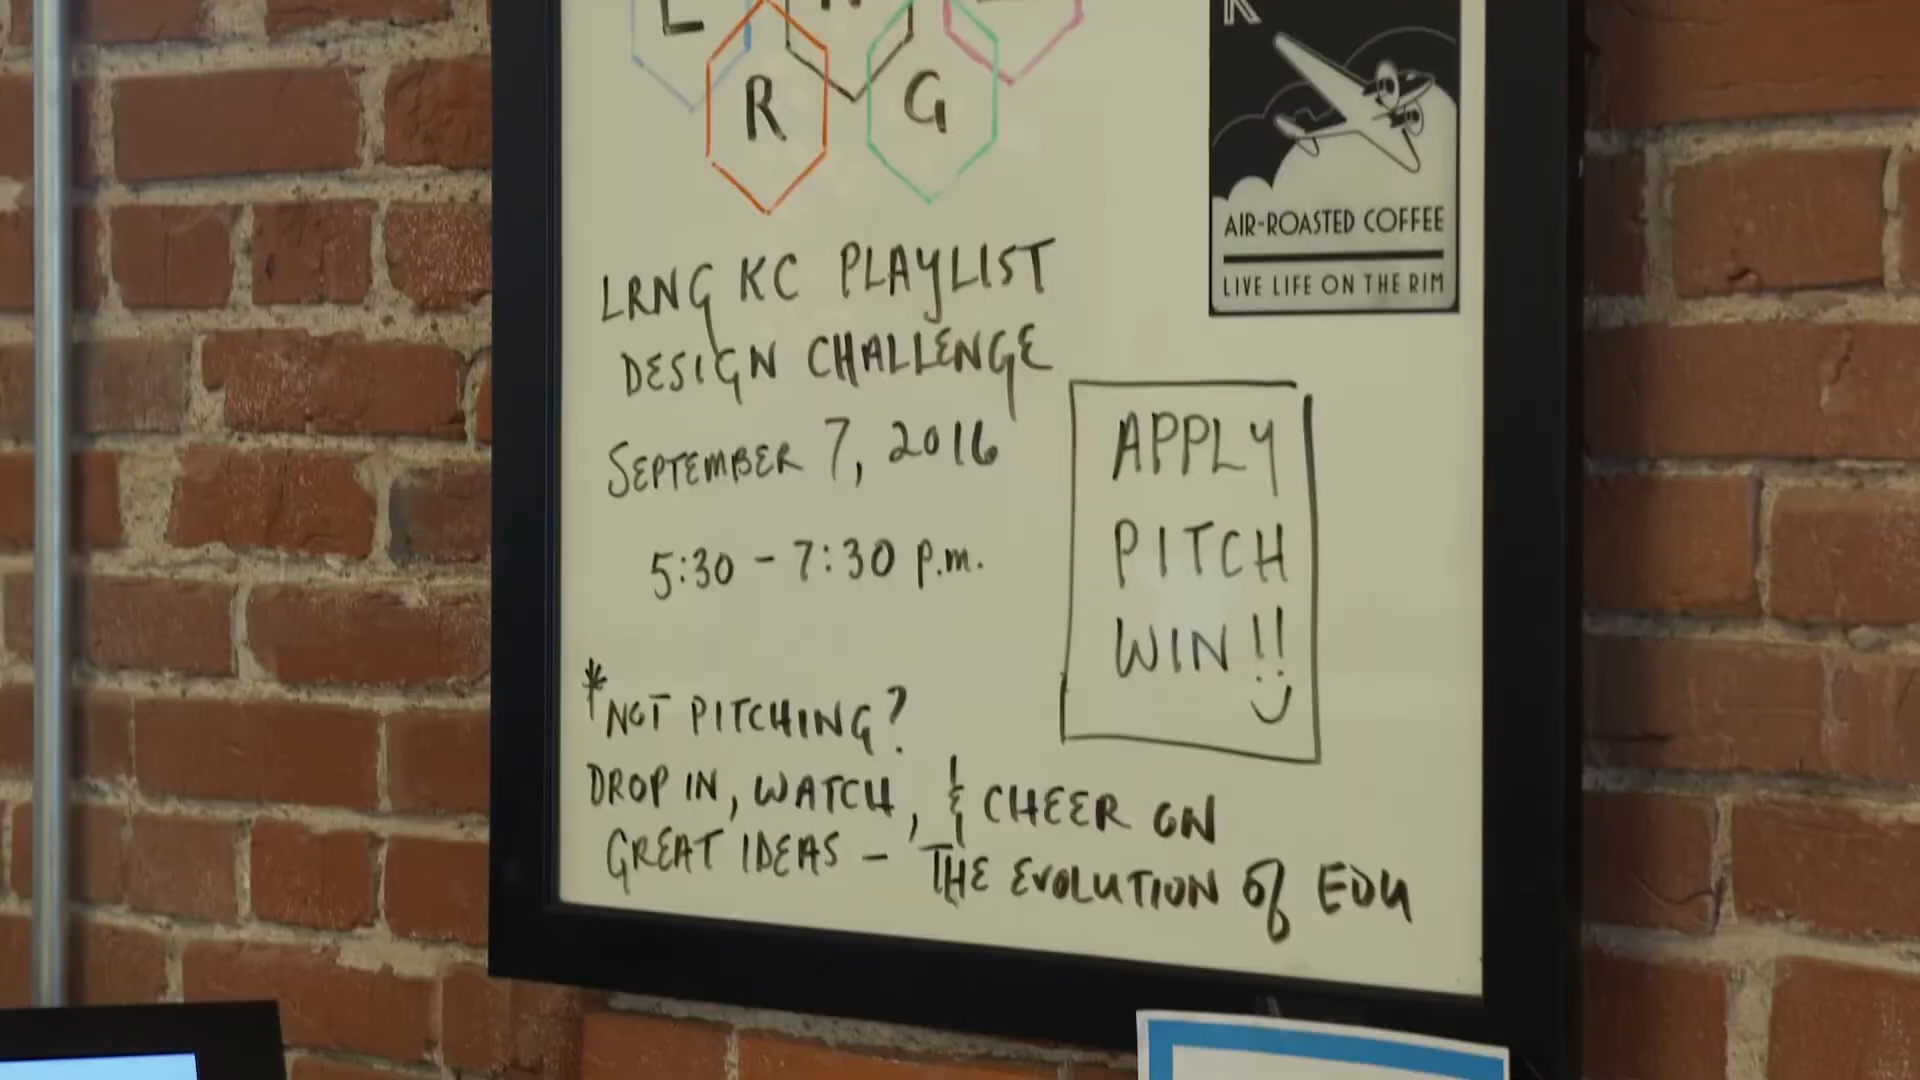 L
R
G
LRNG KC PLAYLIST
DESIGN CHALLENGE
SEPTEMBER 7, 2016
5:30 - 7:30 p.m.
*NOT PITCHING?
DROP IN, WATCH, & CHEER ON
GREAT IDEAS - THE EVOLUTION of EDU
APPLY
PITCH
WIN!!
AIR-ROASTED COFFEE
LIVE LIFE ON THE RIM